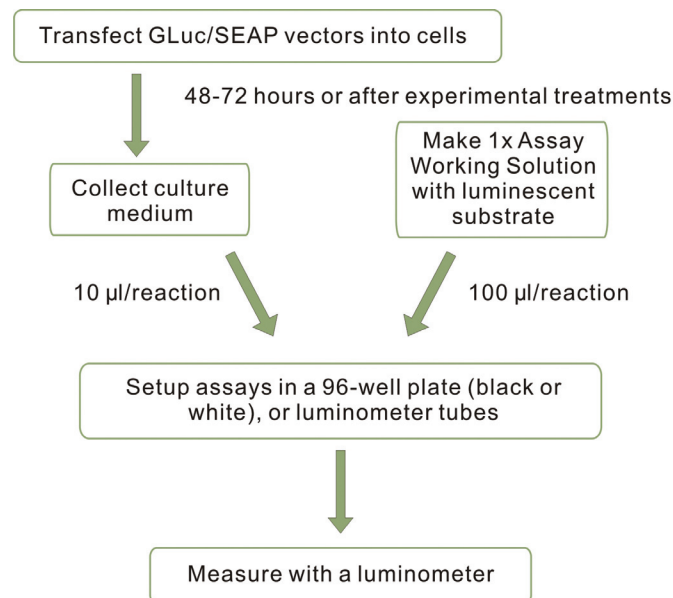 Transfect GLuc/SEAP vectors into cells
48-72 hours or after experimental treatments
Collect culture
medium
Make 1x Assay
Working Solution
with luminescent
substrate
10 µl/reaction
100 µl/reaction
Setup assays in a 96-well plate (black or
white), or luminometer tubes
Measure with a luminometer